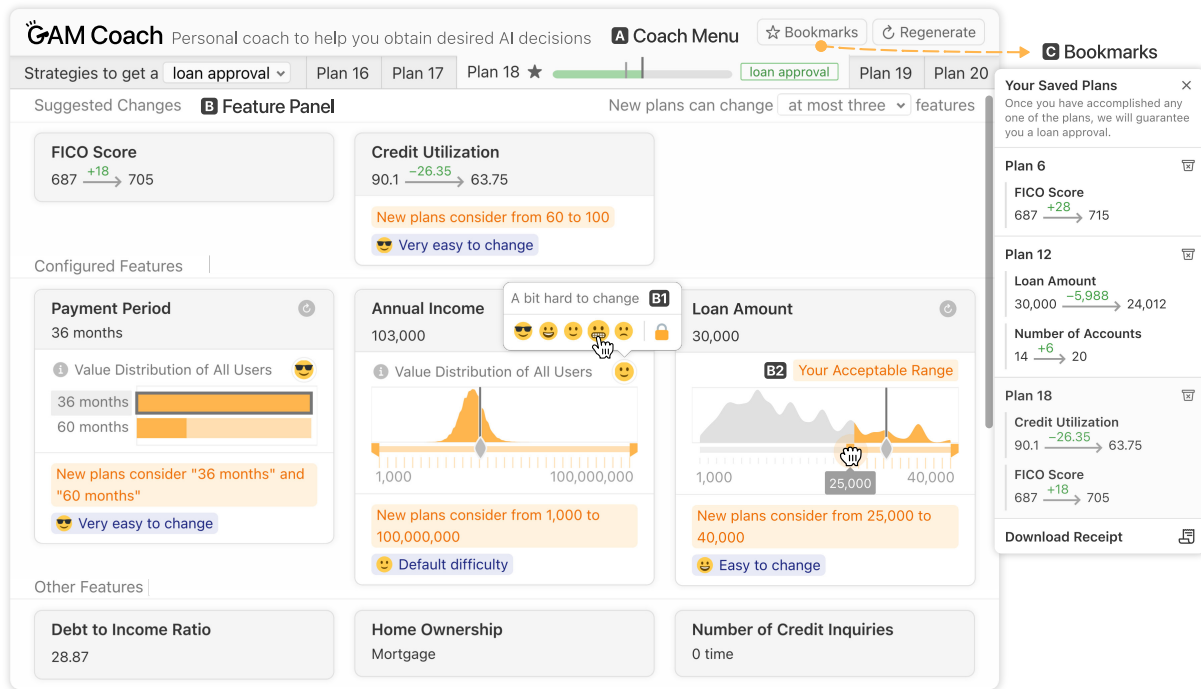 GAM Coach Personal coach to help you obtain desired AI decisions
A Coach Menu
Bookmarks
Regenerate
C Bookmarks
Strategies to get a loan approval
Plan 16
Plan 17
Plan 18
loan approval
Plan 19
Plan 20
Suggested Changes
B Feature Panel
New plans can change at most three features
FICO Score
687 +18 705
Credit Utilization
90.1 −26.35 63.75
New plans consider from 60 to 100
Very easy to change
Configured Features
Payment Period
36 months
Value Distribution of All Users
36 months
60 months
New plans consider "36 months" and
"60 months"
Very easy to change
Annual Income
103,000
A bit hard to change B1
Value Distribution of All Users
1,000
100,000,000
New plans consider from 1,000 to
100,000,000
Default difficulty
Loan Amount
30,000
B2 Your Acceptable Range
1,000
25,000
40,000
New plans consider from 25,000 to
40,000
Easy to change
Other Features
Debt to Income Ratio
28.87
Home Ownership
Mortgage
Number of Credit Inquiries
0 time
Your Saved Plans
Once you have accomplished any
one of the plans, we will guarantee
you a loan approval.
Plan 6
FICO Score
687 +28 715
Plan 12
Loan Amount
30,000 −5,988 24,012
Number of Accounts
14 +6 20
Plan 18
Credit Utilization
90.1 −26.35 63.75
FICO Score
687 +18 705
Download Receipt